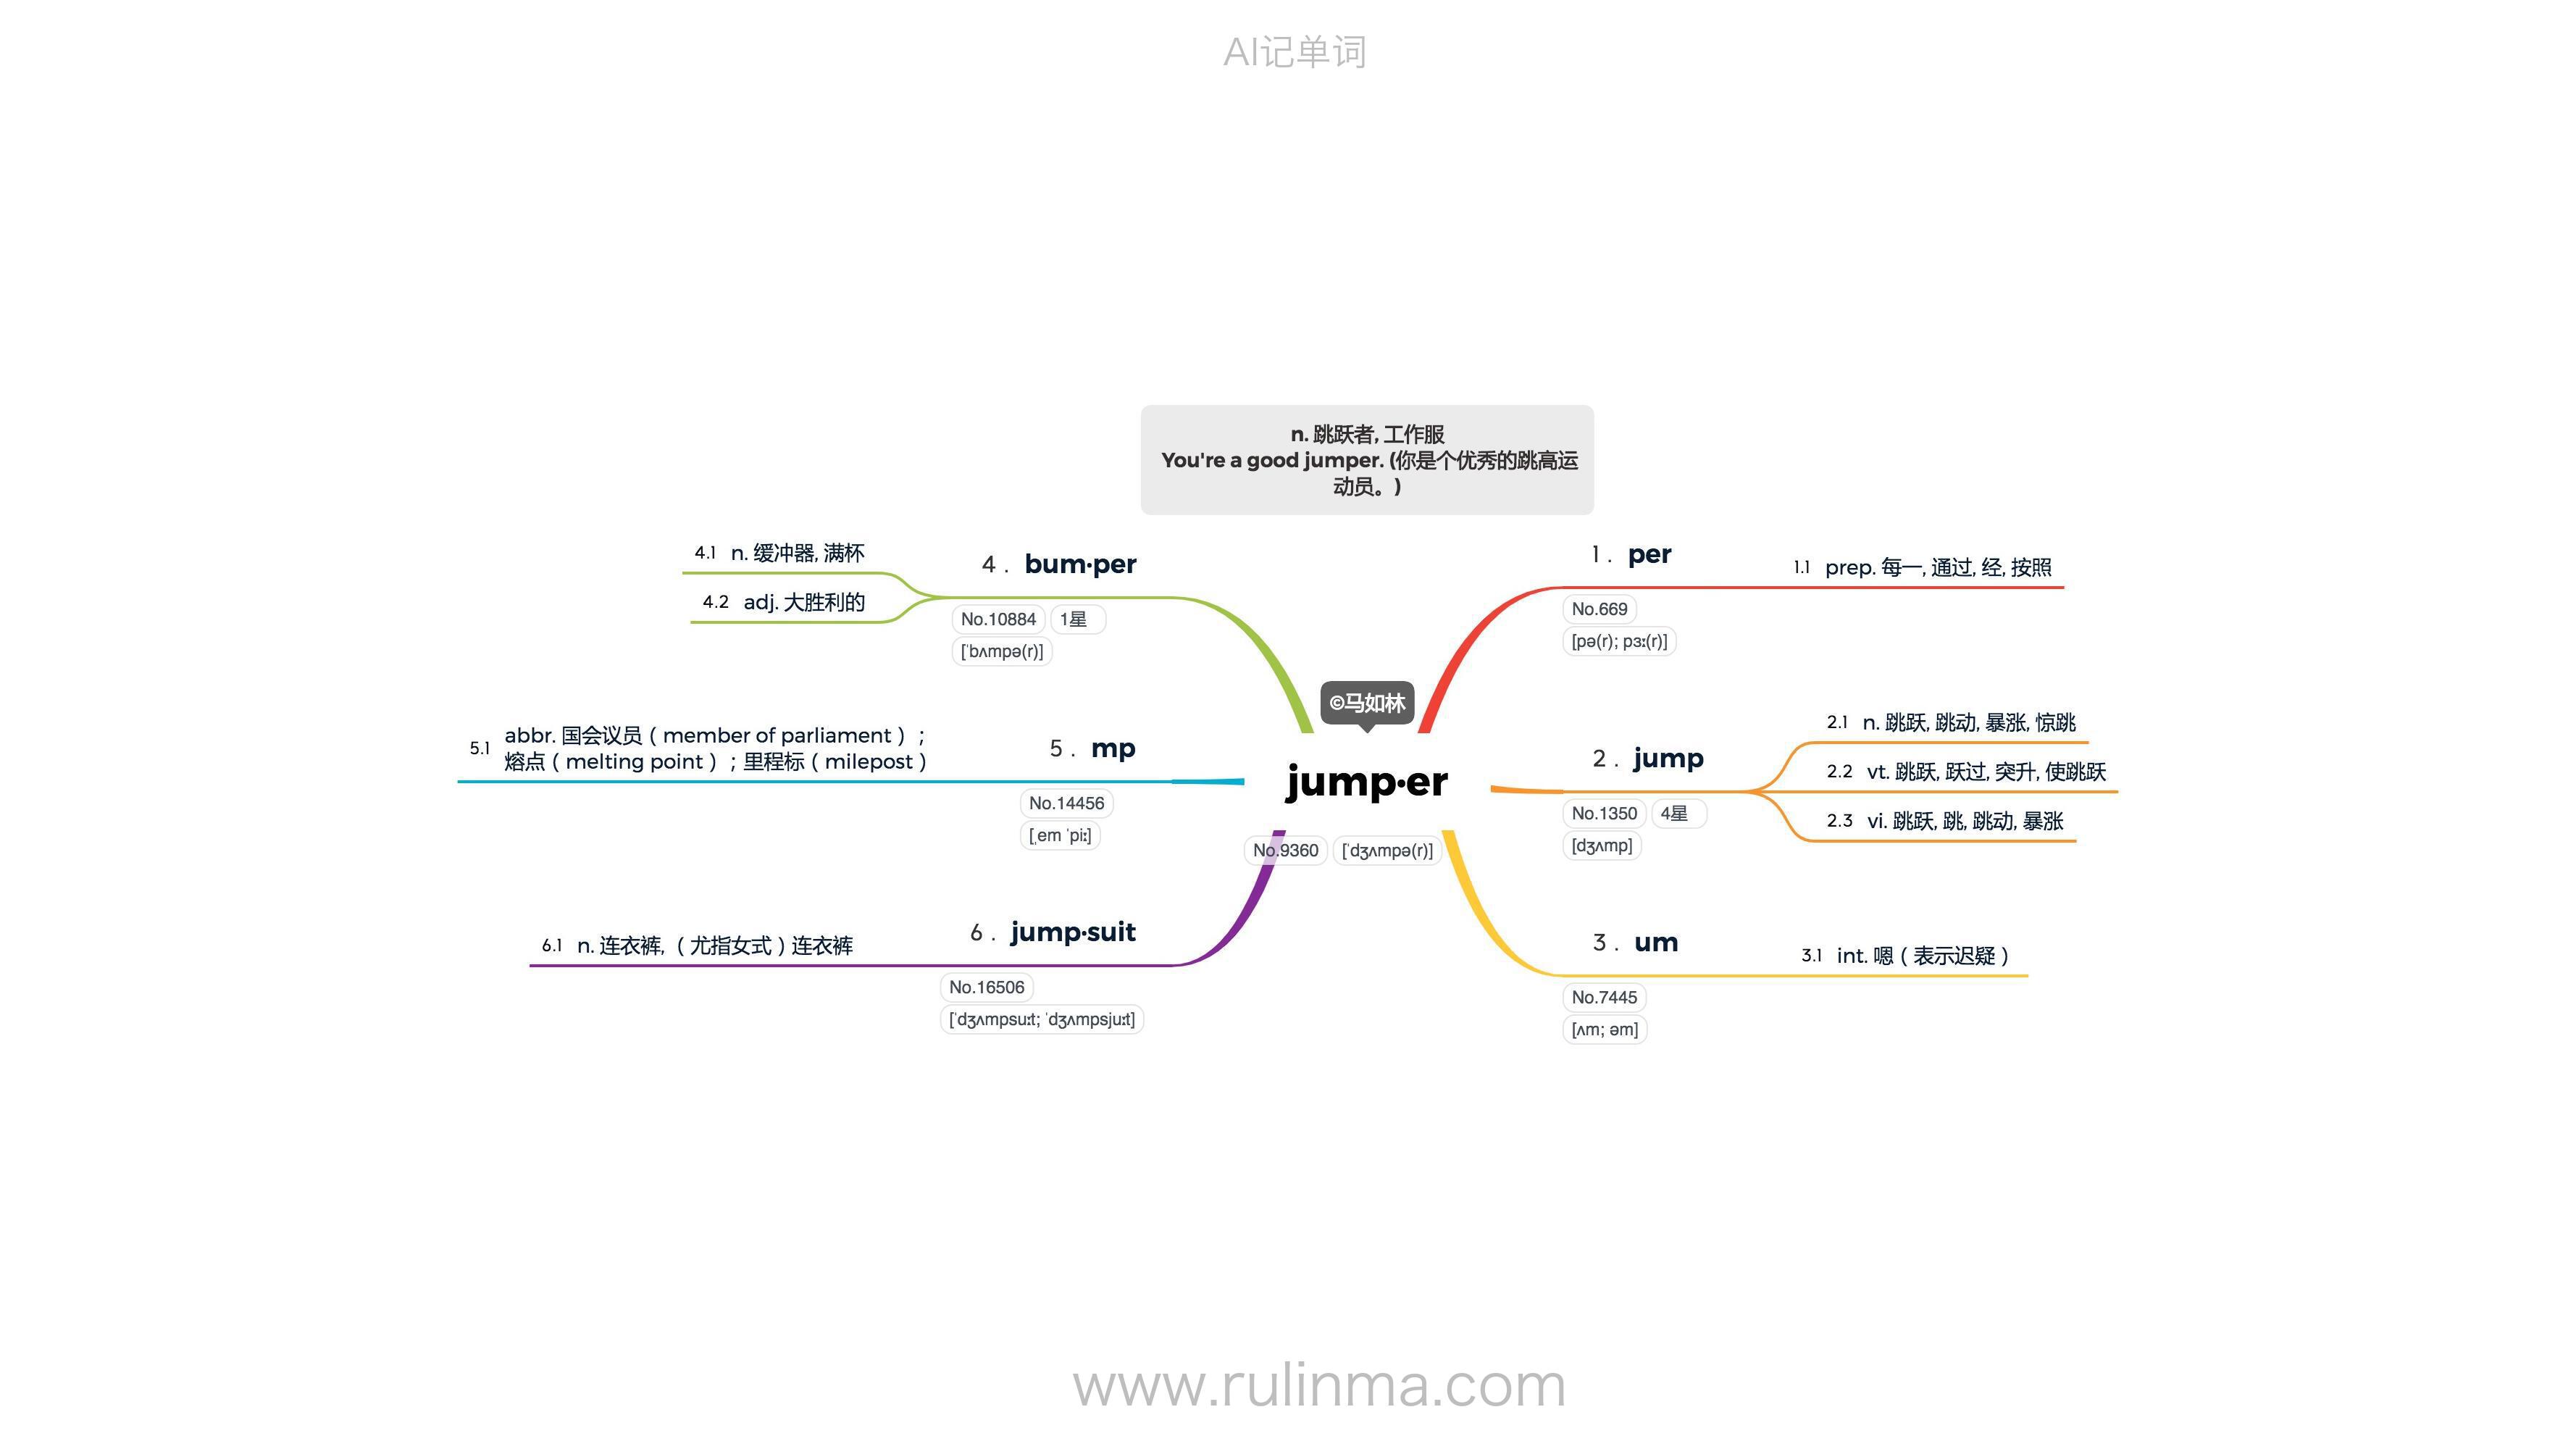 AI记单词
n. 跳跃者, 工作服
You're a good jumper. (你是个优秀的跳高运
动员。)
©马如林
jump·er
No.9360 [ˈdʒʌmpə(r)]
1 . per
No.669
[pə(r); pɜː(r)]
1.1 prep. 每一, 通过, 经, 按照
2 . jump
No.1350 4星
[dʒʌmp]
2.1 n. 跳跃, 跳动, 暴涨, 惊跳
2.2 vt. 跳跃, 跃过, 突升, 使跳跃
2.3 vi. 跳跃, 跳, 跳动, 暴涨
3 . um
No.7445
[ʌm; əm]
3.1 int. 嗯（表示迟疑）
4 . bum·per
No.10884 1星
[ˈbʌmpə(r)]
4.1 n. 缓冲器, 满杯
4.2 adj. 大胜利的
5 . mp
No.14456
[ˌem ˈpiː]
5.1 abbr. 国会议员（member of parliament）；
熔点（melting point）；里程标（milepost）
6 . jump·suit
No.16506
[ˈdʒʌmpsuːt; ˈdʒʌmpsjuːt]
6.1 n. 连衣裤, （尤指女式）连衣裤
www.rulinma.com